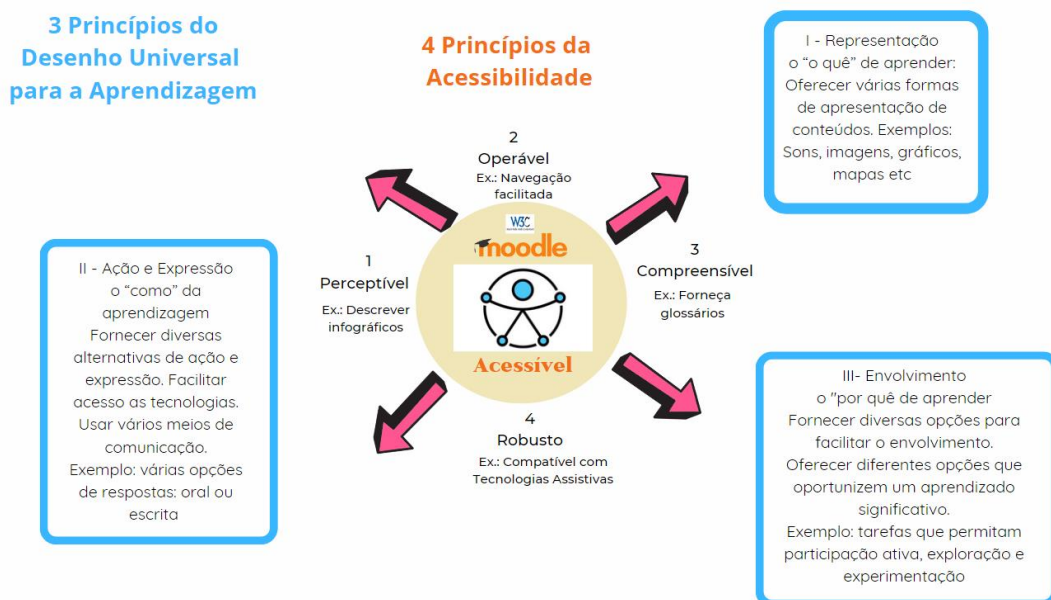 3 Princípios do
Desenho Universal
para a Aprendizagem
4 Princípios da
Acessibilidade
I - Representação
o “o quê” de aprender:
Oferecer várias formas
de apresentação de
conteúdos. Exemplos:
Sons, imagens, gráficos,
mapas etc
2
Operável
Ex.: Navegação
facilitada
W3C
moodle
Acessível
1
Perceptível
Ex.: Descrever
infográficos
3
Compreensível
Ex.: Forneça
glossários
4
Robusto
Ex.: Compatível com
Tecnologias Assistivas
II - Ação e Expressão
o “como” da
aprendizagem
Fornecer diversas
alternativas de ação e
expressão. Facilitar
acesso as tecnologias.
Usar vários meios de
comunicação.
Exemplo: várias opções
de respostas: oral ou
escrita
III- Envolvimento
o "por quê de aprender
Fornecer diversas opções para
facilitar o envolvimento.
Oferecer diferentes opções que
oportunizem um aprendizado
significativo.
Exemplo: tarefas que permitam
participação ativa, exploração e
experimentação